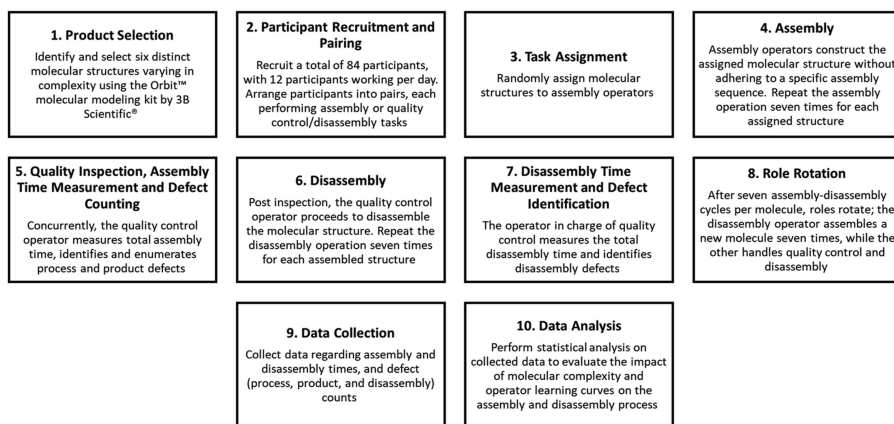 1. Product Selection
Identify and select six distinct
molecular structures varying in
complexity using the Orbit™
molecular modeling kit by 3B
Scientific®
2. Participant Recruitment and
Pairing
Recruit a total of 84 participants,
with 12 participants working per day.
Arrange participants into pairs, each
performing assembly or quality
control/disassembly tasks
3. Task Assignment
Randomly assign molecular
structures to assembly operators
4. Assembly
Assembly operators construct the
assigned molecular structure without
adhering to a specific assembly
sequence. Repeat the assembly
operation seven times for each
assigned structure
5. Quality Inspection, Assembly
Time Measurement and Defect
Counting
Concurrently, the quality control
operator measures total assembly
time, identifies and enumerates
process and product defects
6. Disassembly
Post inspection, the quality control
operator proceeds to disassemble
the molecular structure. Repeat the
disassembly operation seven times
for each assembled structure
7. Disassembly Time
Measurement and Defect
Identification
The operator in charge of quality
control measures the total
disassembly time and identifies
disassembly defects
8. Role Rotation
After seven assembly-disassembly
cycles per molecule, roles rotate; the
disassembly operator assembles a
new molecule seven times, while the
other handles quality control and
disassembly
9. Data Collection
Collect data regarding assembly and
disassembly times, and defect
(process, product, and disassembly)
counts
10. Data Analysis
Perform statistical analysis on
collected data to evaluate the impact
of molecular complexity and
operator learning curves on the
assembly and disassembly process